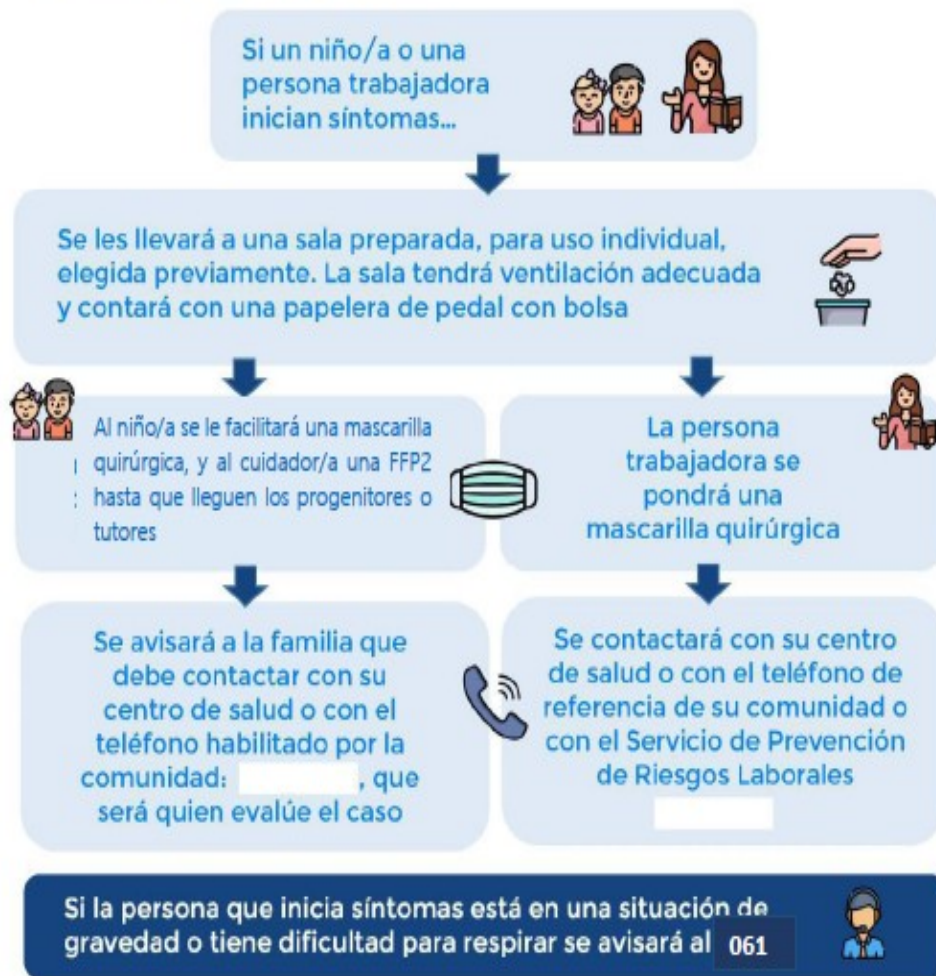 Si un niño/a o una
persona trabajadora
inician síntomas...
Se les llevará a una sala preparada, para uso individual,
elegida previamente. La sala tendrá ventilación adecuada
y contará con una papelera de pedal con bolsa
Al niño/a se le facilitará una mascarilla
quirúrgica, y al cuidador/a una FFP2
hasta que lleguen los progenitores o
tutores
La persona
trabajadora se
pondrá una
mascarilla quirúrgica
Se avisará a la familia que
debe contactar con su
centro de salud o con el
teléfono habilitado por la
comunidad: , que
será quien evalúe el caso
Se contactará con su centro
de salud o con el teléfono de
referencia de su comunidad o
con el Servicio de Prevención
de Riesgos Laborales
Si la persona que inicia síntomas está en una situación de
gravedad o tiene dificultad para respirar se avisará al 061